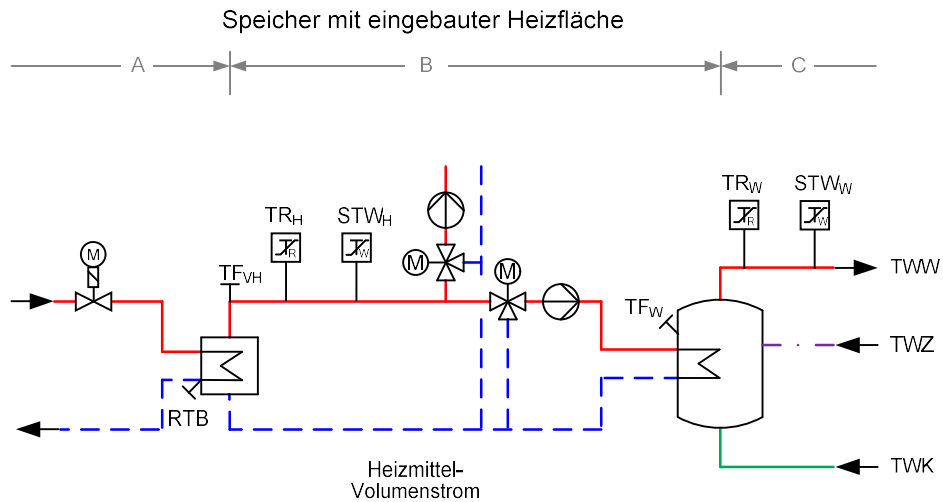 Speicher mit eingebauter Heizfläche
A
B
C
TRH
STWH
TFVH
M
R
W
M
M
TRW
STWW
R
W
TFW
TWW
TWZ
TWK
RTB
Heizmittel-
Volumenstrom